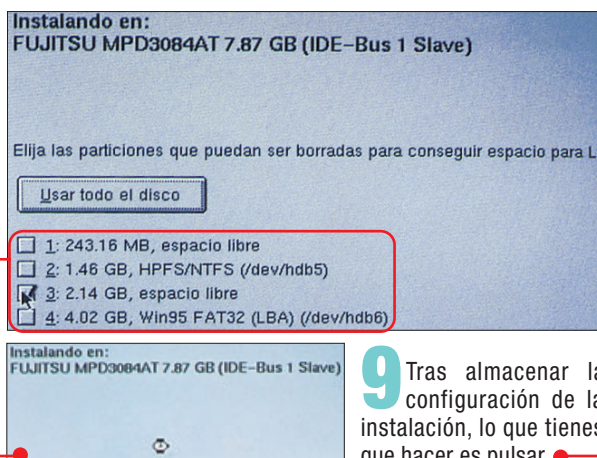 Instalando en:
FUJITSU MPD3084AT 7.87 GB (IDE-Bus 1 Slave)
Elija las particiones que puedan ser borradas para conseguir espacio para L
Usar todo el disco
1: 243.16 MB, espacio libre
2: 1.46 GB, HPFS/NTFS (/dev/hdb5)
3: 2.14 GB, espacio libre
4: 4.02 GB, Win95 FAT32 (LBA) (/dev/hdb6)
Instalando en:
FUJITSU MPD3084AT 7.87 GB (IDE-Bus 1 Slave)
9 Tras almacenar la
configuración de la
instalación, lo que tienes
que hacer es pulsar